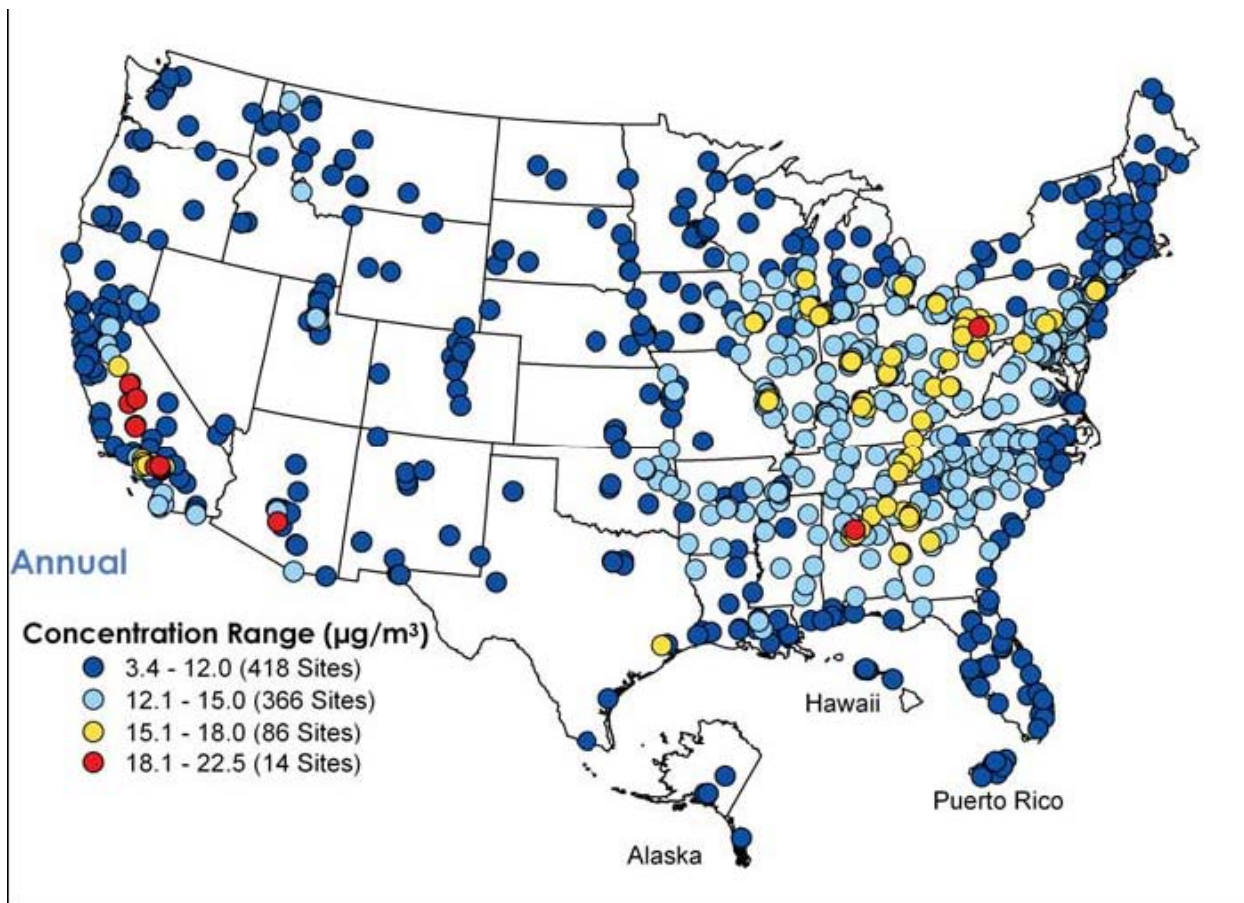 Annual
Concentration Range (µg/m³)
3.4 - 12.0 (418 Sites)
12.1 - 15.0 (366 Sites)
15.1 - 18.0 (86 Sites)
18.1 - 22.5 (14 Sites)
Hawaii
Puerto Rico
Alaska